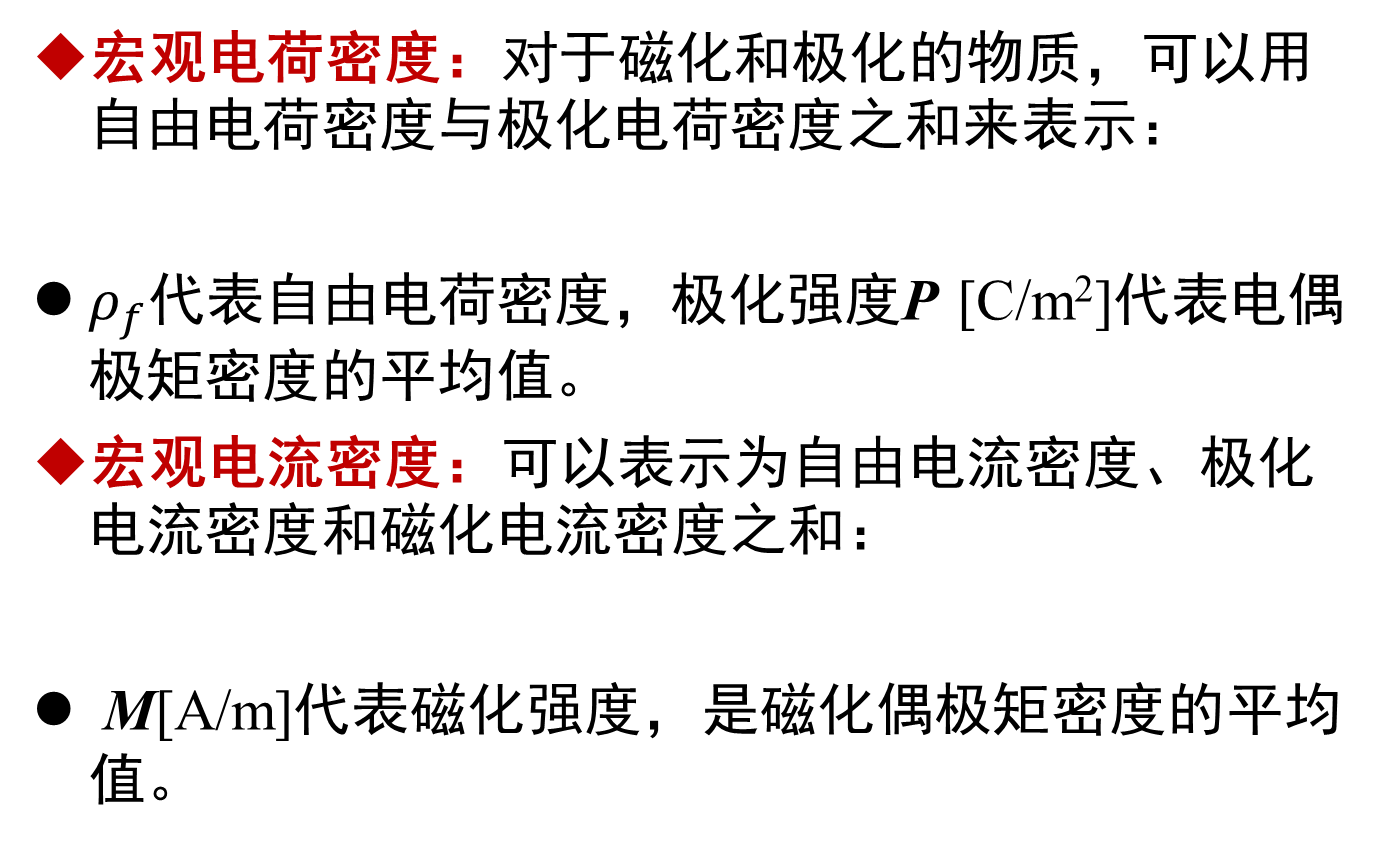 ◆宏观电荷密度：对于磁化和极化的物质，可以用
自由电荷密度与极化电荷密度之和来表示：
● ρf 代表自由电荷密度，极化强度P [C/m²]代表电偶
极矩密度的平均值。
◆宏观电流密度：可以表示为自由电流密度、极化
电流密度和磁化电流密度之和：
● M[A/m]代表磁化强度，是磁化偶极矩密度的平均
值。